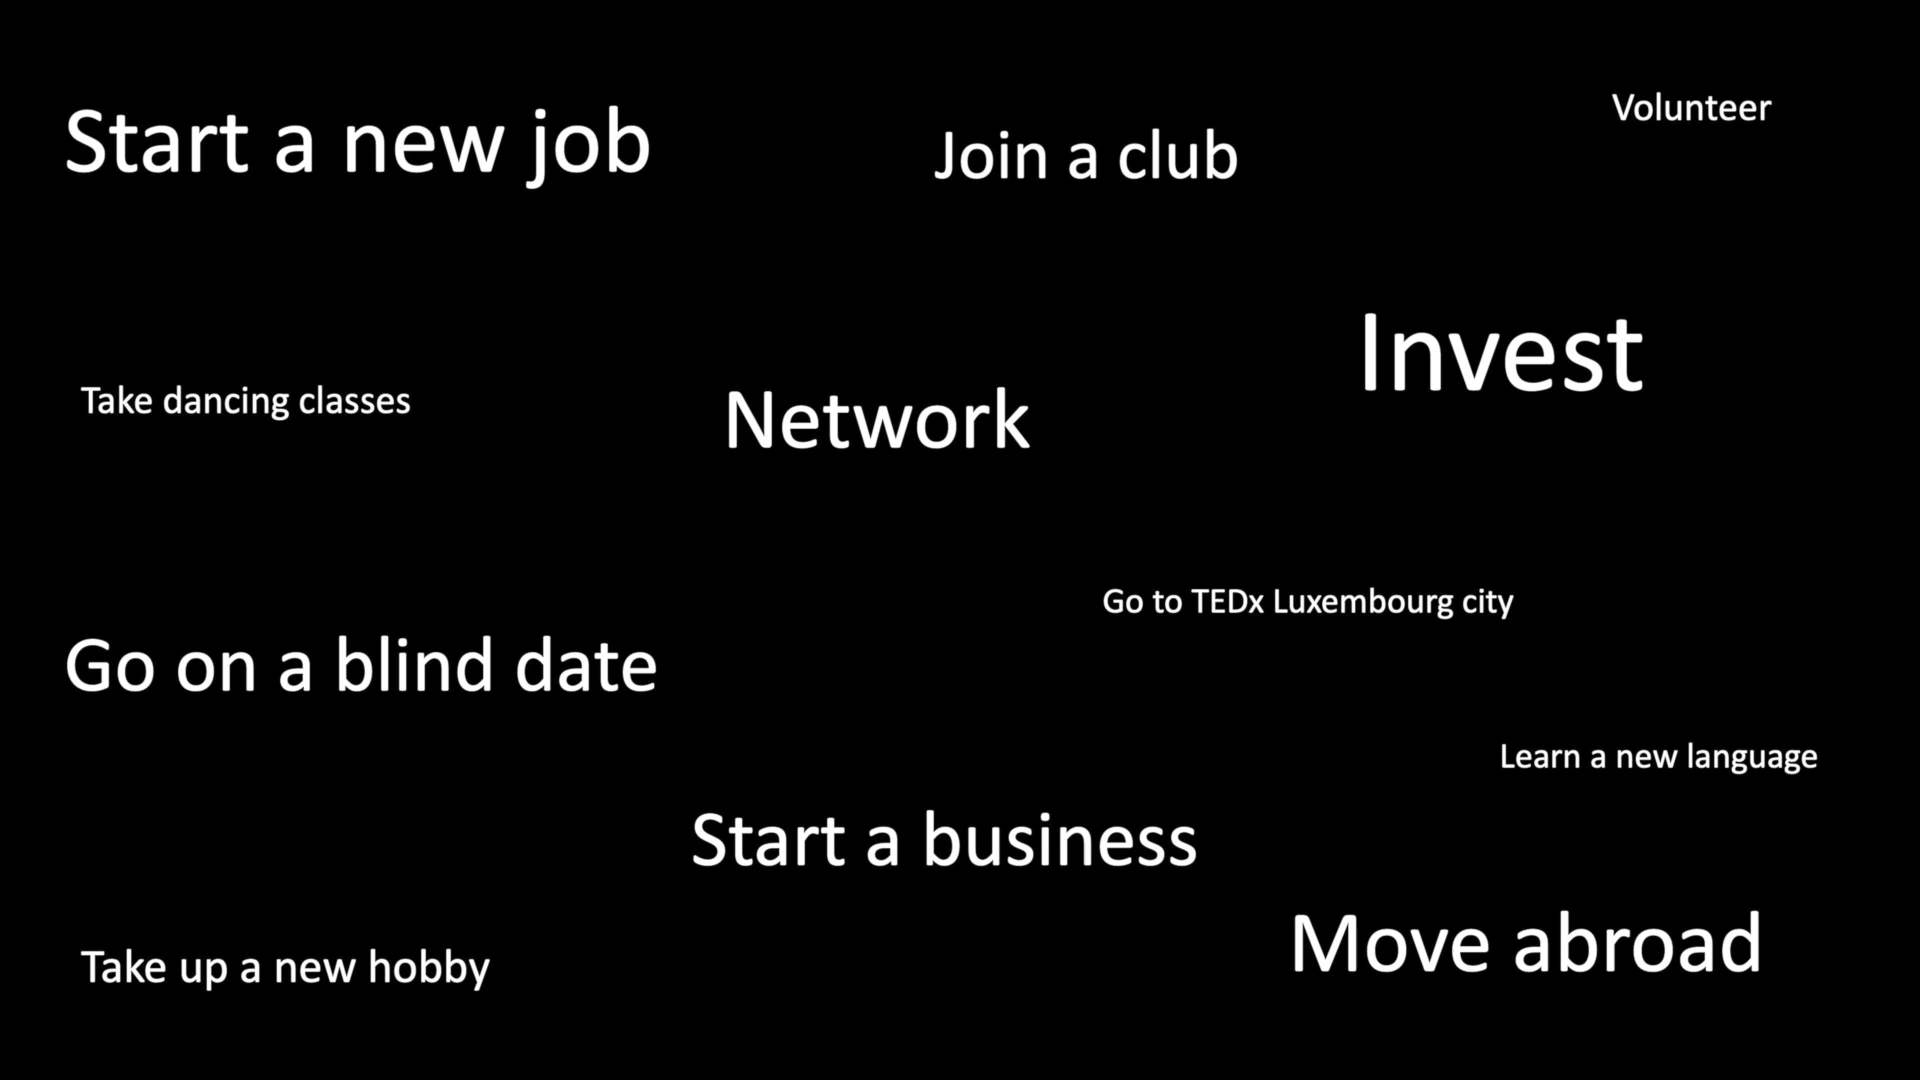 Start a new job
Join a club
Volunteer
Invest
Take dancing classes
Network
Go to TEDx Luxembourg city
Go on a blind date
Learn a new language
Start a business
Move abroad
Take up a new hobby